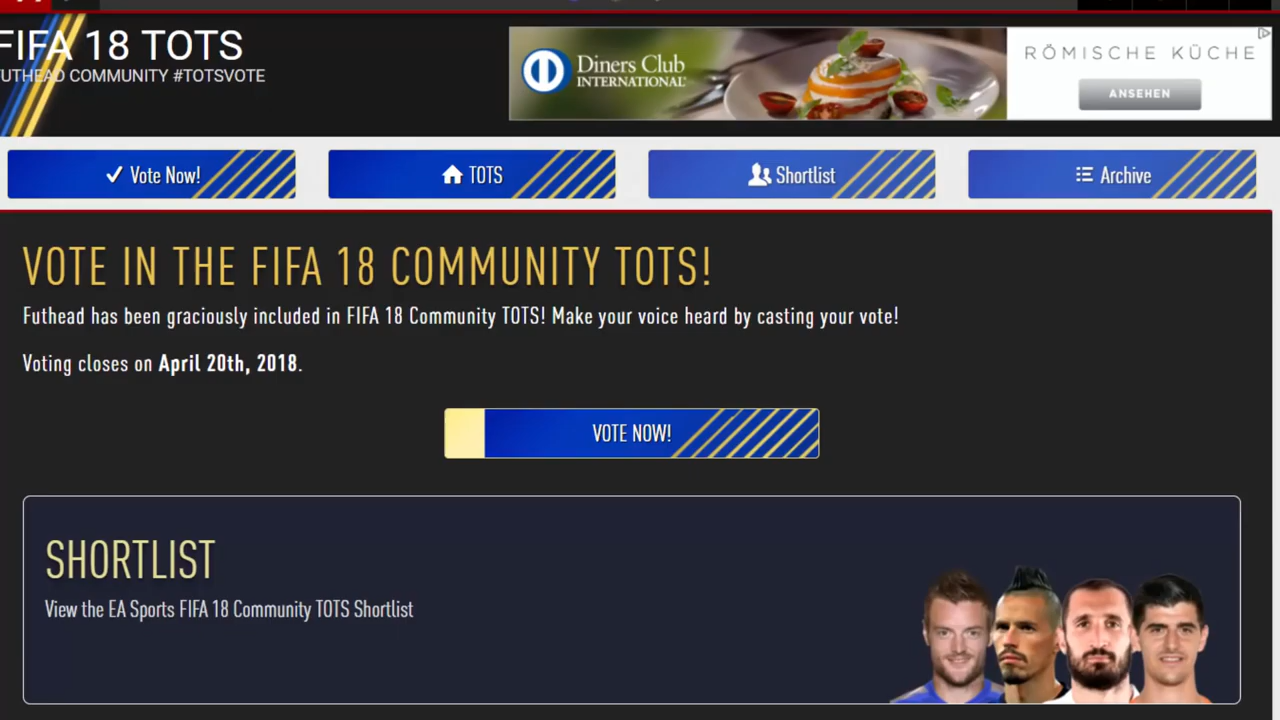 FIFA 18 TOTS
FUTHEAD COMMUNITY #TOTSVOTE
Diners Club
INTERNATIONAL
RÖMISCHE KÜCHE
ANSEHEN
Vote Now!
TOTS
Shortlist
Archive
VOTE IN THE FIFA 18 COMMUNITY TOTS!
Futhead has been graciously included in FIFA 18 Community TOTS! Make your voice heard by casting your vote!
Voting closes on April 20th, 2018.
VOTE NOW!
SHORTLIST
View the EA Sports FIFA 18 Community TOTS Shortlist